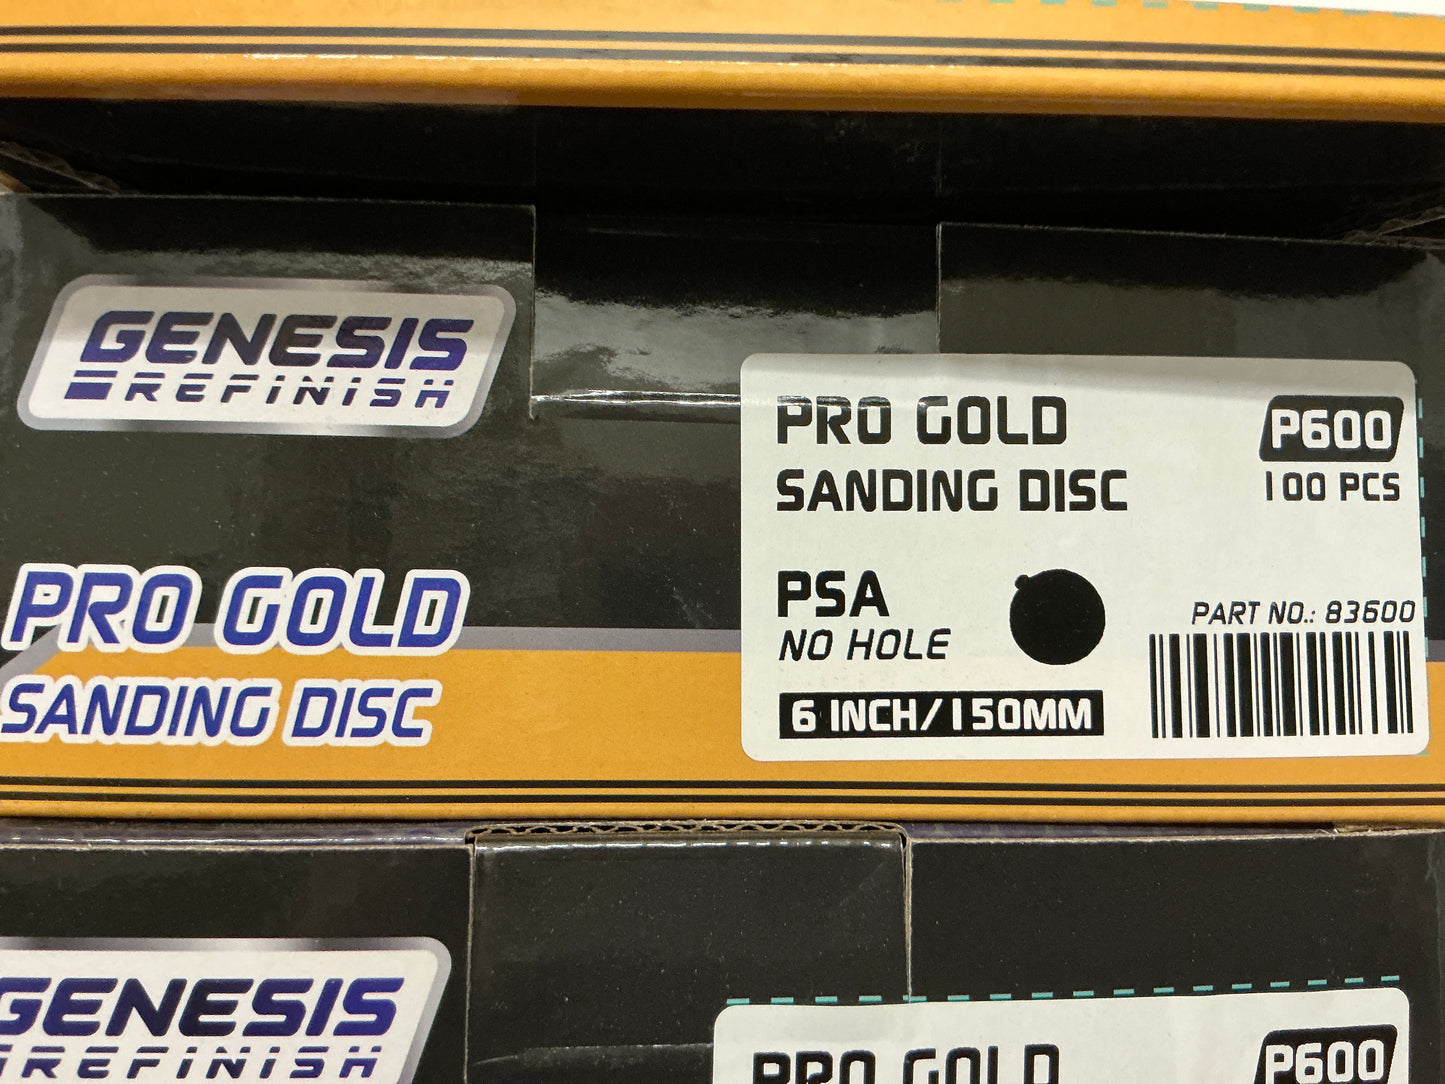 GENESIS
REFINISH
PRO GOLD
SANDING DISC
PRO GOLD
SANDING DISC
P600
100 PCS
PSA
NO HOLE
6 INCH/150MM
PART NO.: 83600
GENESIS
REFINISH
PRO GOLD
P600